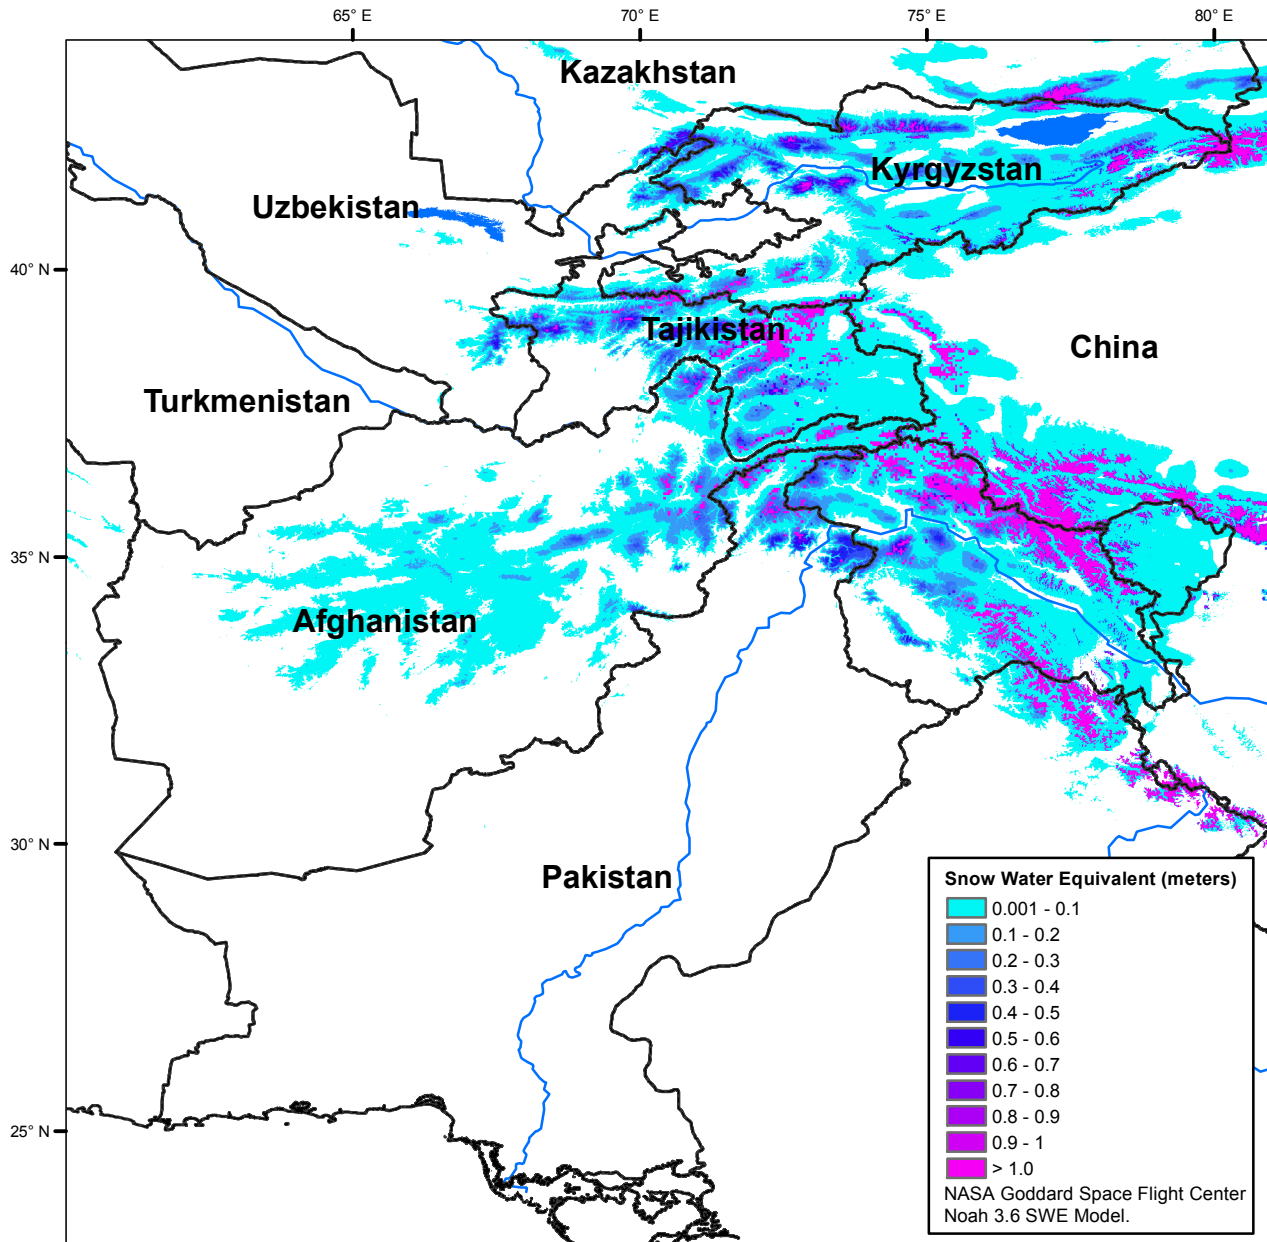 65° E
70° E
75° E
80° E
Kazakhstan
Kyrgyzstan
Uzbekistan
40° N
Tajikistan
China
Turkmenistan
35° N
Afghanistan
30° N
Pakistan
25° N
Snow Water Equivalent (meters)
0.001 - 0.1
0.1 - 0.2
0.2 - 0.3
0.3 - 0.4
0.4 - 0.5
0.5 - 0.6
0.6 - 0.7
0.7 - 0.8
0.8 - 0.9
0.9 - 1
> 1.0
NASA Goddard Space Flight Center
Noah 3.6 SWE Model.